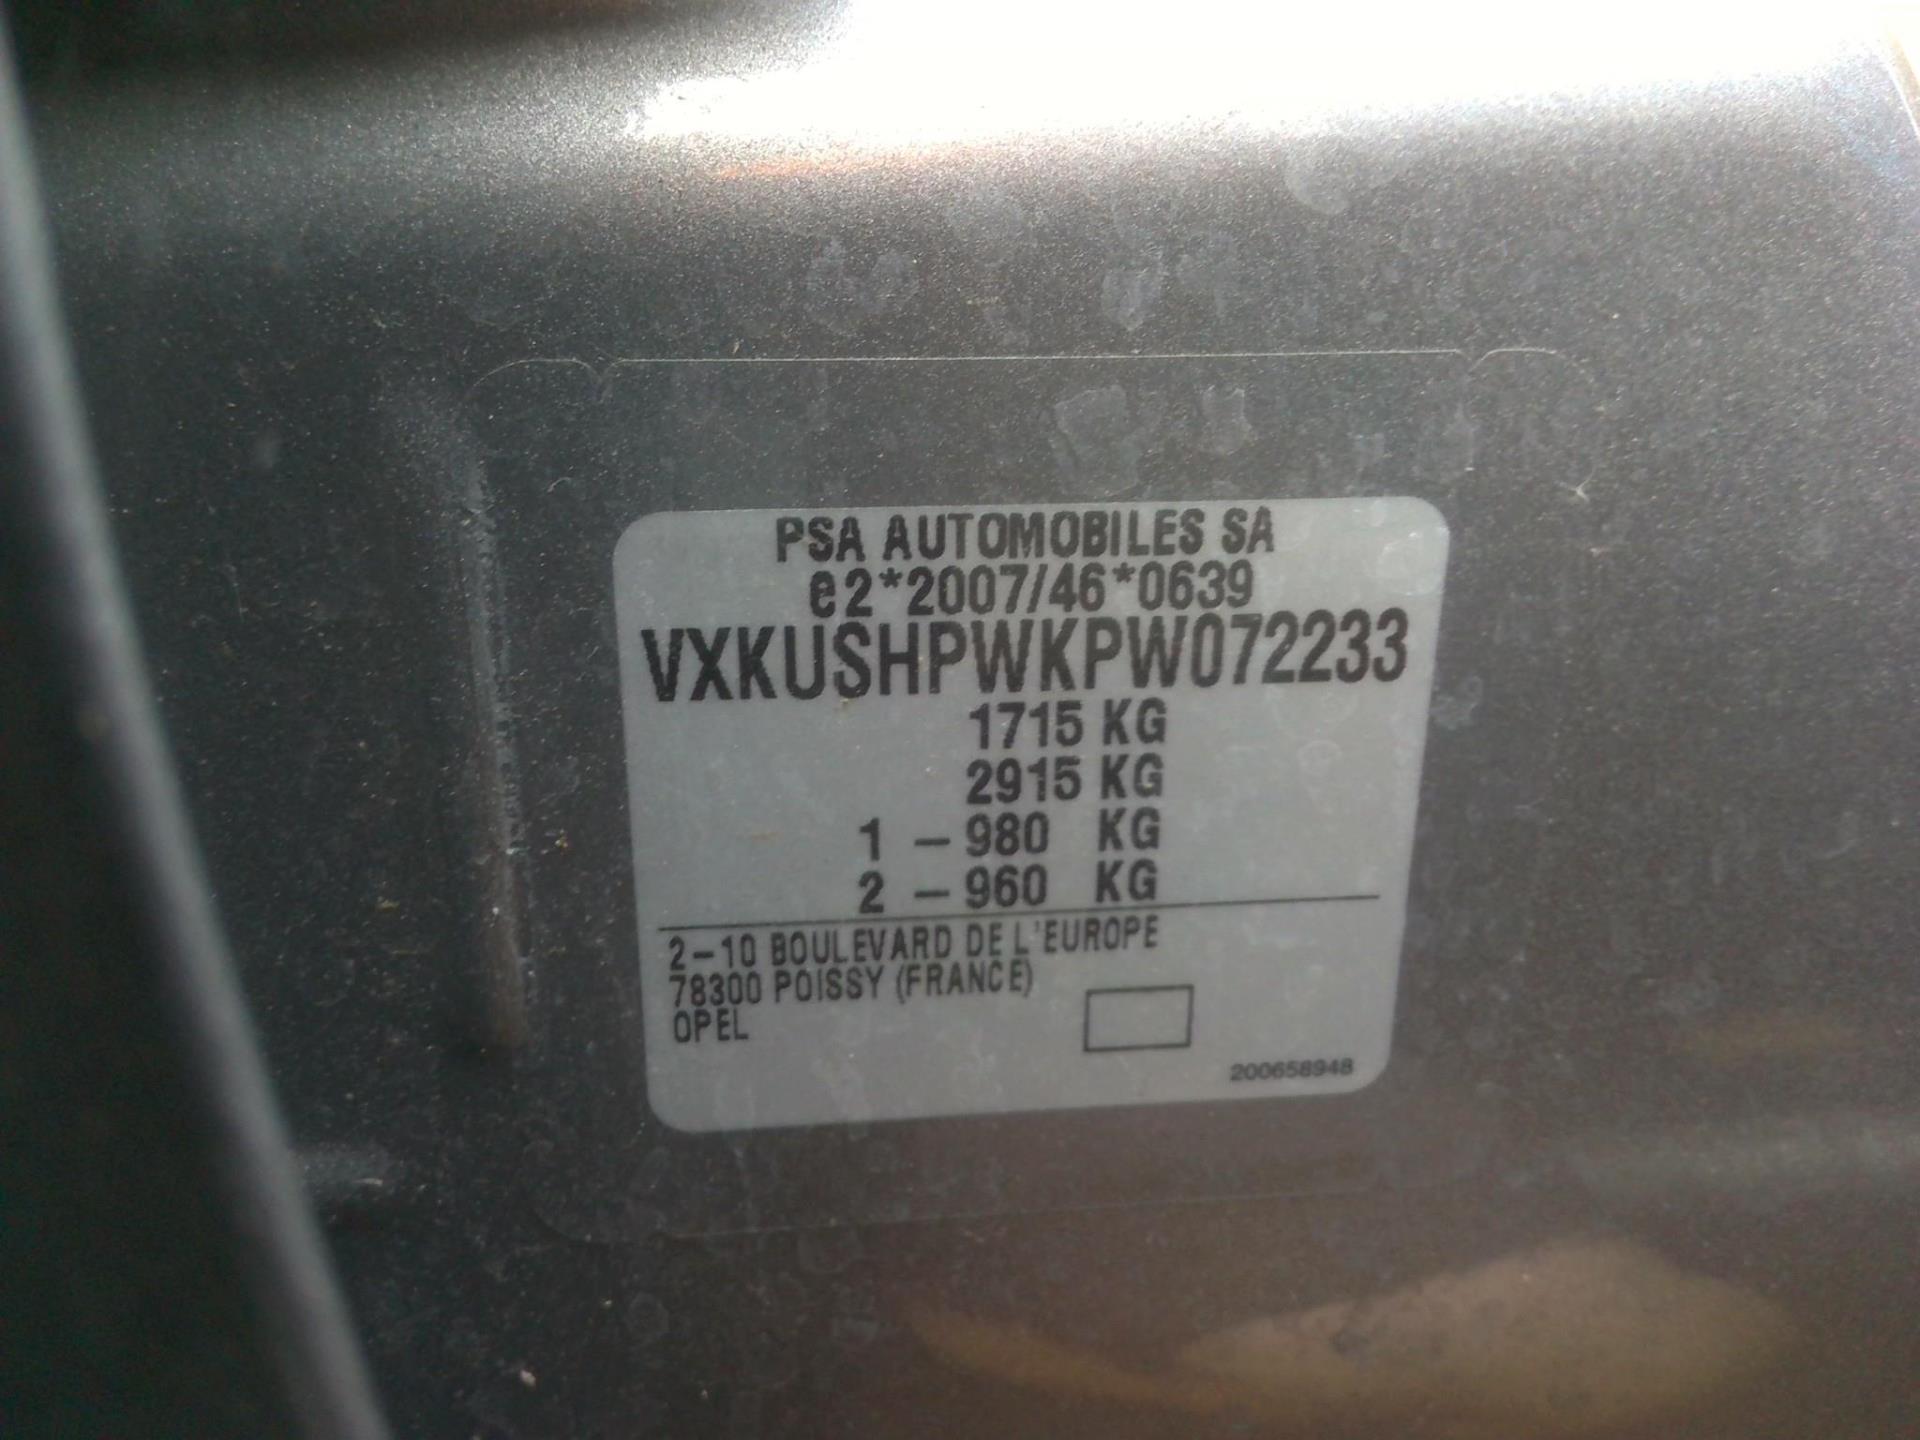 PSA AUTOMOBILES SA
e2*2007/46*0639
VXKUSHPWKPW072233
1715 KG
2915 KG
1 - 980 KG
2 - 960 KG
2-10 BOULEVARD DE L'EUROPE
78300 POISSY (FRANCE)
OPEL
200658948